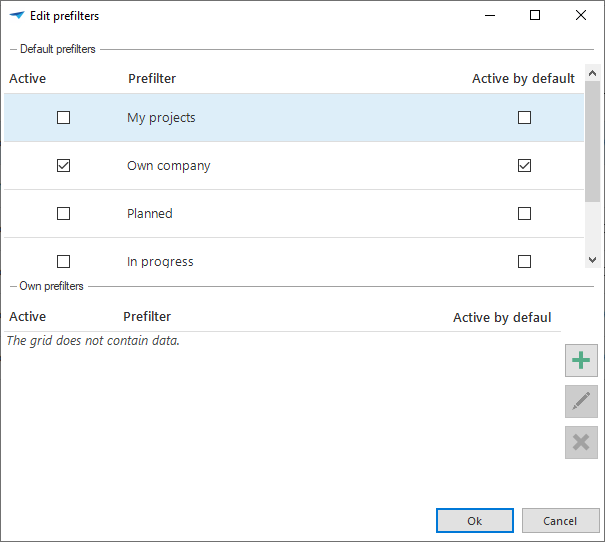 Edit prefilters
Default prefilters
Active Prefilter Active by default
My projects
Own company
Planned
In progress
Own prefilters
Active Prefilter Active by defaul
The grid does not contain data.
Ok Cancel